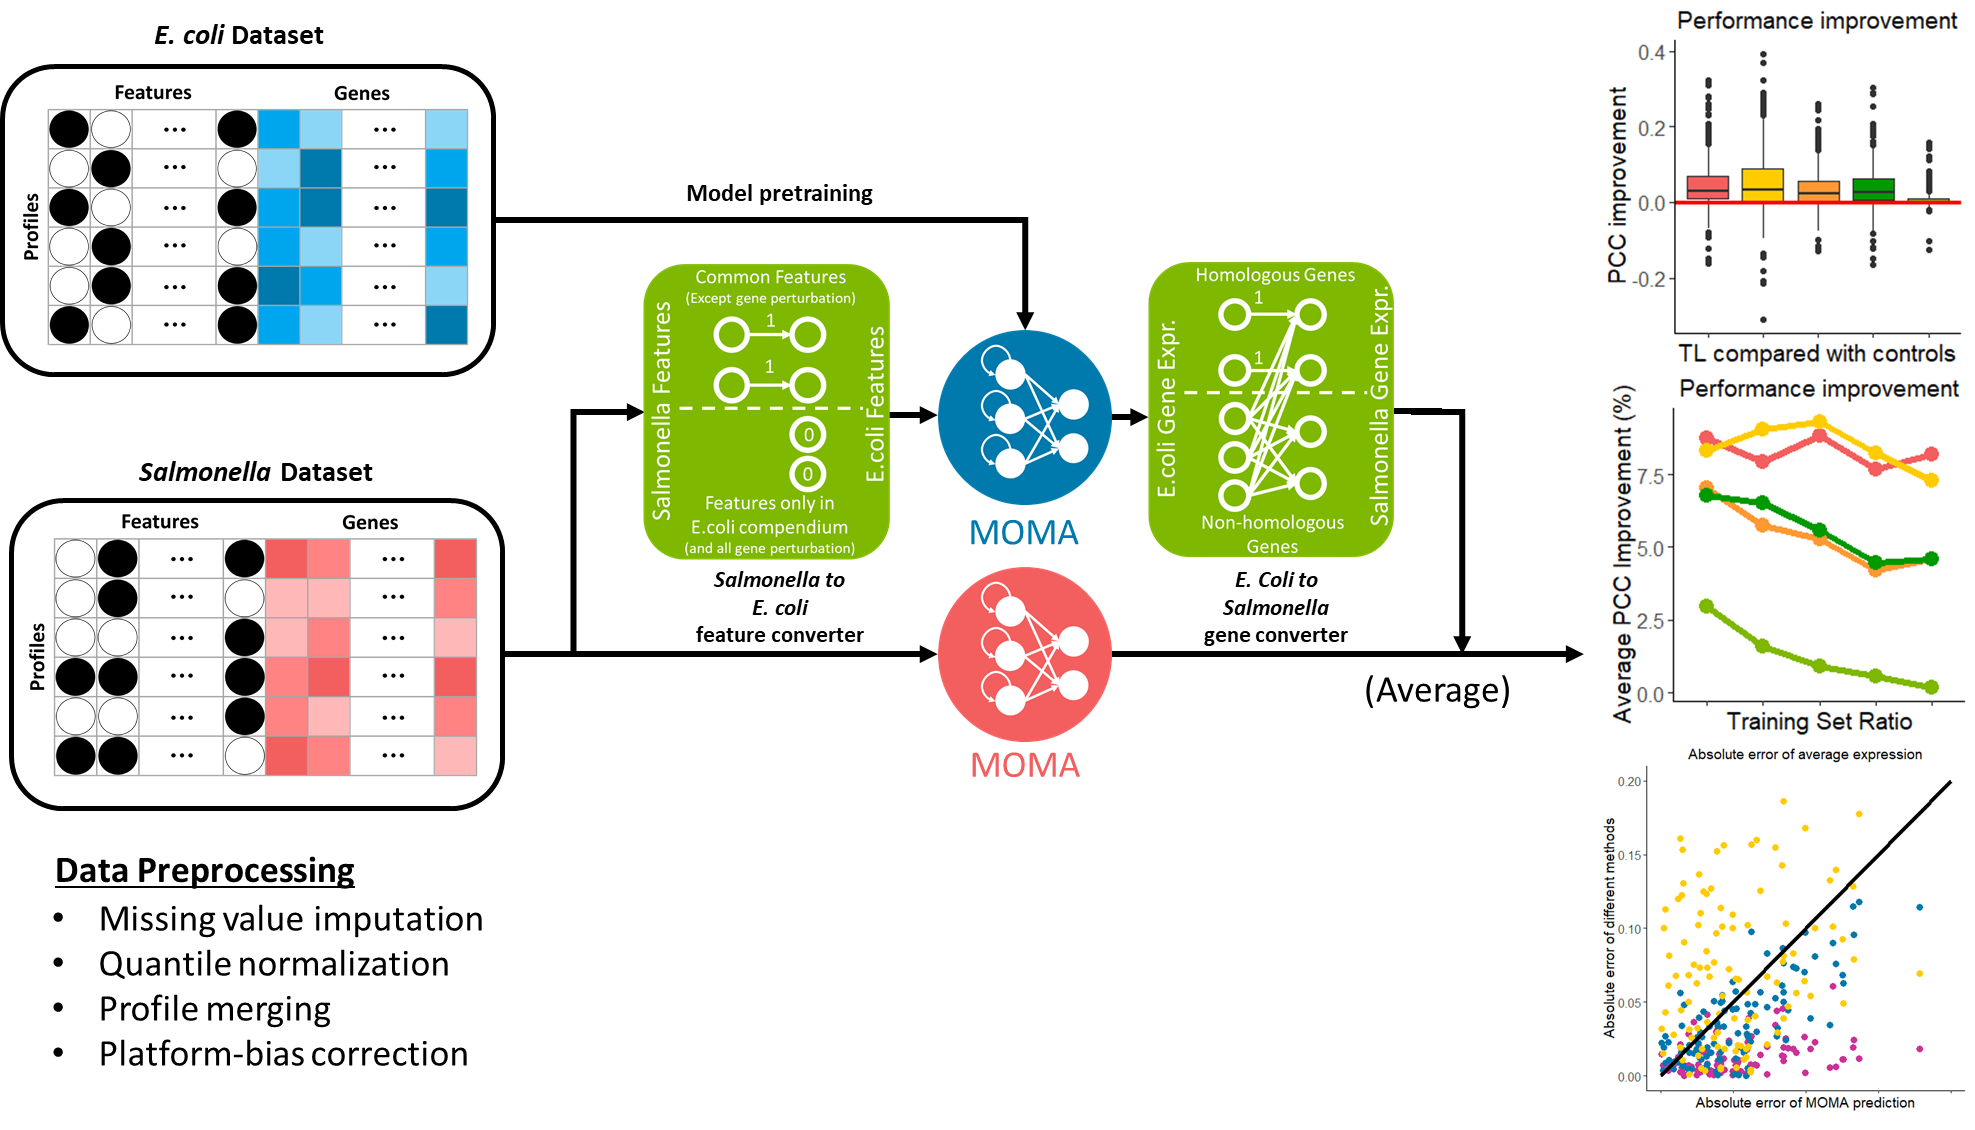 E. coli Dataset
Features Genes
Profiles
... ...
... ...
... ...
... ...
... ...
... ...
Salmonella Dataset
Features Genes
Profiles
... ...
... ...
... ...
... ...
... ...
... ...
Data Preprocessing
• Missing value imputation
• Quantile normalization
• Profile merging
• Platform-bias correction
Model pretraining
Common Features
(Except gene perturbation)
Salmonella Features
E.coli Features
1
1
0
0
Features only in
E.coli compendium
(and all gene perturbation)
Salmonella to
E. coli
feature converter
MOMA
MOMA
Homologous Genes
E.coli Gene Expr.
Salmonella Gene Expr.
1
1
Non-homologous
Genes
E. Coli to
Salmonella
gene converter
(Average)
Performance improvement
PCC improvement
0.4
0.2
0.0
-0.2
TL compared with controls
Performance improvement
Average PCC Improvement (%)
7.5
5.0
2.5
0.0
Training Set Ratio
Absolute error of average expression
Absolute error of different methods
0.20
0.15
0.10
0.05
0.00
Absolute error of MOMA prediction